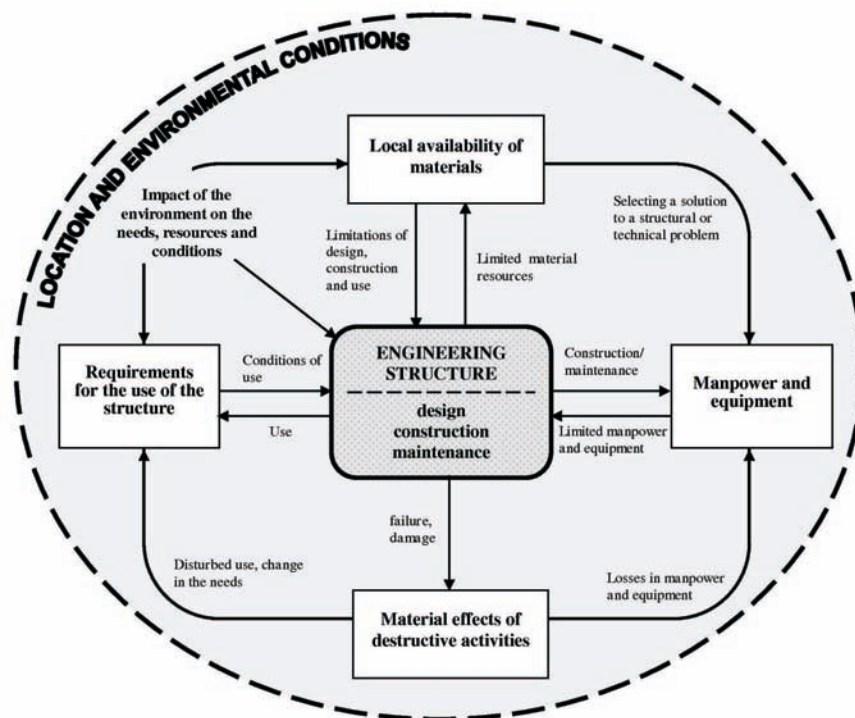 LOCATION AND ENVIRONMENTAL CONDITIONS
Local availability of
materials
Impact of the
environment on the
needs, resources and
conditions
Selecting a solution
to a structural or
technical problem
Limitations of
design,
construction
and use
Limited material
resources
Requirements
for the use of the
structure
Conditions of
use
Use
ENGINEERING
STRUCTURE
design
construction
maintenance
Construction/
maintenance
Limited manpower
and equipment
Manpower and
equipment
failure,
damage
Disturbed use, change
in the needs
Losses in manpower
and equipment
Material effects of
destructive activities